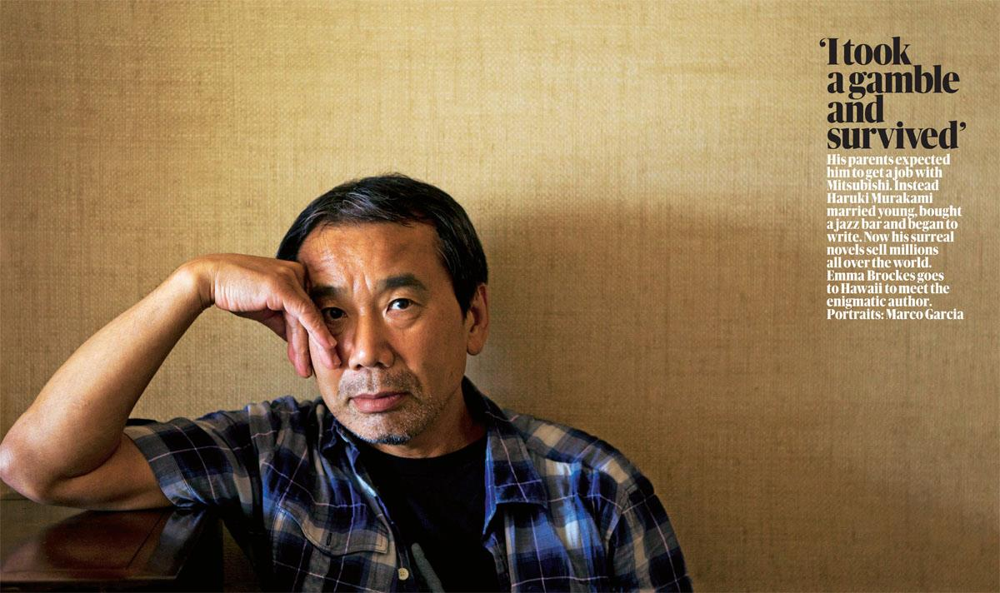 ‘I took
a gamble
and
survived’
His parents expected
him to get a job with
Mitsubishi. Instead
Haruki Murakami
married young, bought
a jazz bar and began to
write. Now his surreal
novels sell millions
all over the world.
Emma Brockes goes
to Hawaii to meet the
enigmatic author.
Portraits: Marco Garcia